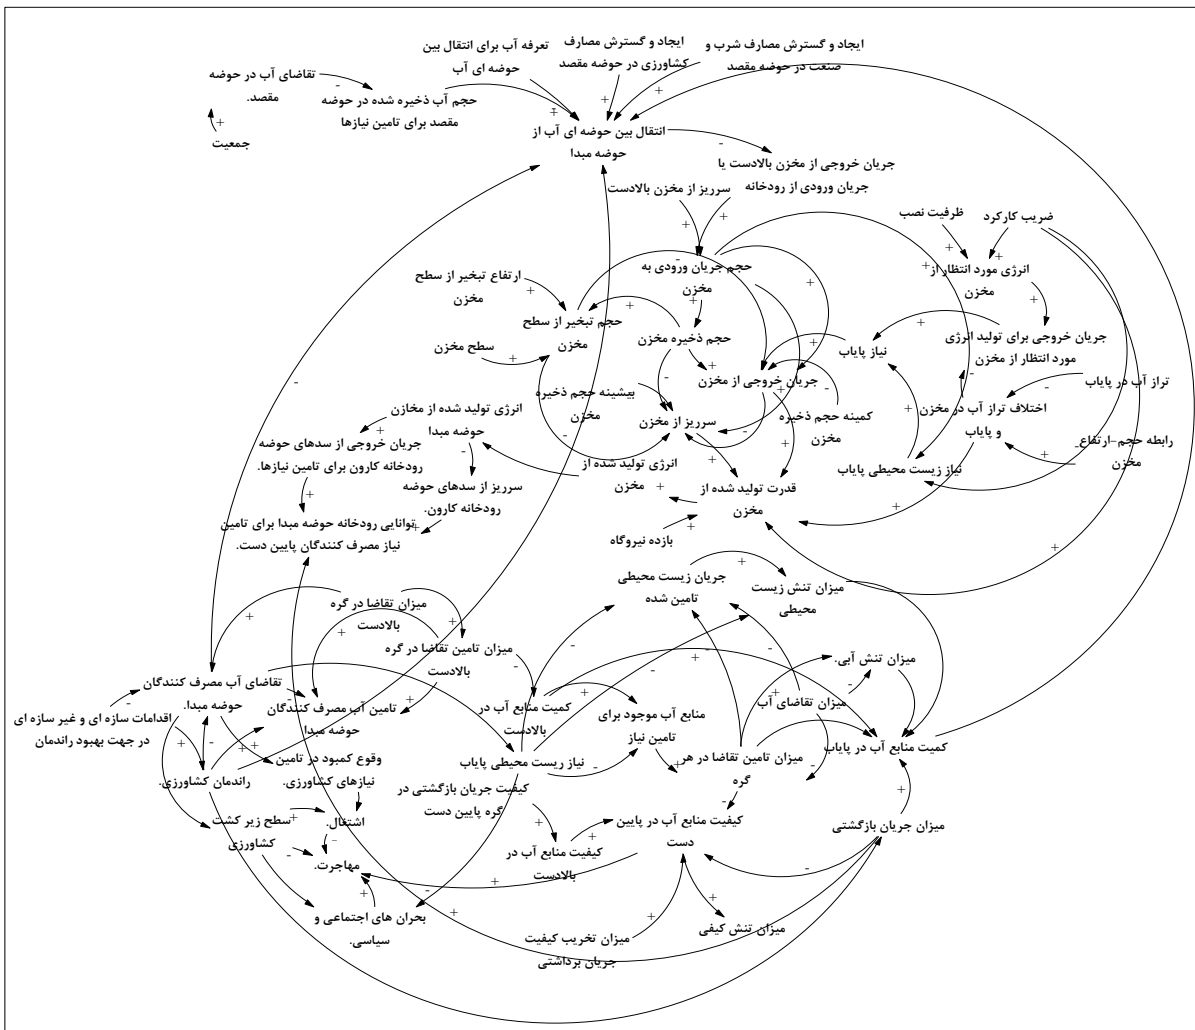 ایجاد و گسترش مصارف شرب و
صنعت در حوضه مقصد
ایجاد و گسترش مصارف
کشاورزی در حوضه مقصد
تعرفه آب برای انتقال بین
حوضه ای آب
تقاضای آب در حوضه
مقصد.
حجم آب ذخیره شده در حوضه
مقصد برای تامین نیازها
جمعیت
انتقال بین حوضه ای آب از
حوضه مبدا
جریان خروجی از مخزن بالادست یا
جریان ورودی از رودخانه
سرریز از مخزن بالادست
ظرفیت نصب
ضریب کارکرد
حجم جریان ورودی به
مخزن
انرژی مورد انتظار از
مخزن
ارتفاع تبخیر از سطح
مخزن
حجم تبخیر از سطح
مخزن
حجم ذخیره مخزن
سطح مخزن
نیاز پایاب
جریان خروجی برای تولید انرژی
مورد انتظار از مخزن
جریان خروجی از مخزن
تراز آب در پایاب
بیشینه حجم ذخیره
مخزن
کمینه حجم ذخیره
مخزن
اختلاف تراز آب در مخزن
و پایاب
سرریز از مخزن
انرژی تولید شده از مخازن
حوضه مبدا
رابطه حجم-ارتفاع
مخزن
جریان خروجی از سدهای حوضه
رودخانه کارون برای تامین نیازها.
انرژی تولید شده از
مخزن
نیاز زیست محیطی پایاب
سرریز از سدهای حوضه
رودخانه کارون.
قدرت تولید شده از
مخزن
توانایی رودخانه حوضه مبدا برای تامین
نیاز مصرف کنندگان پایین دست.
بازده نیروگاه
جریان زیست محیطی
تامین شده
میزان تنش زیست
محیطی
میزان تقاضا در گره
بالادست
میزان تامین تقاضا در گره
بالادست
میزان تنش آبی.
تقاضای آب مصرف کنندگان
حوضه مبدا.
تامین آب مصرف کنندگان
حوضه مبدا
کمیت منابع آب در
بالادست
منابع آب موجود برای
تامین نیاز
میزان تقاضای آب
کمیت منابع آب در پایاب
اقدامات سازه ای و غیر سازه ای
در جهت بهبود راندمان
وقوع کمبود در تامین
نیازهای کشاورزی.
راندمان کشاورزی.
نیاز ریست محیطی پایاب
میزان تامین تقاضا در هر
گره
کیفیت جریان بازگشتی در
گره پایین دست
سطح زیر کشت
کشاورزی
اشتغال.
کیفیت منابع آب در پایین
دست
میزان جریان بازگشتی
مهاجرت.
کیفیت منابع آب در
بالادست
بحران های اجتماعی و
سیاسی.
میزان تخریب کیفیت
جریان برداشتی
میزان تنش کیفی